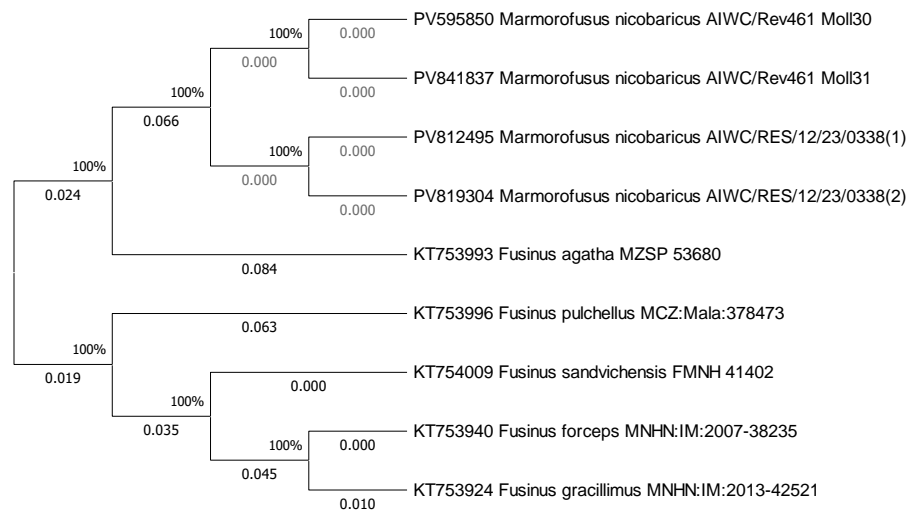 PV595850 Marmorofusus nicobaricus AIWC/Rev461 Moll30
100%
0.000
0.000
100%
PV841837 Marmorofusus nicobaricus AIWC/Rev461 Moll31
0.000
0.066
PV812495 Marmorofusus nicobaricus AIWC/RES/12/23/0338(1)
100%
0.000
0.000
100%
PV819304 Marmorofusus nicobaricus AIWC/RES/12/23/0338(2)
0.024
0.000
KT753993 Fusinus agatha MZSP 53680
0.084
KT753996 Fusinus pulchellus MCZ:Mala:378473
0.063
100%
0.019
KT754009 Fusinus sandvichensis FMNH 41402
0.000
100%
0.035
KT753940 Fusinus forceps MNHN:IM:2007-38235
100%
0.000
0.045
KT753924 Fusinus gracillimus MNHN:IM:2013-42521
0.010